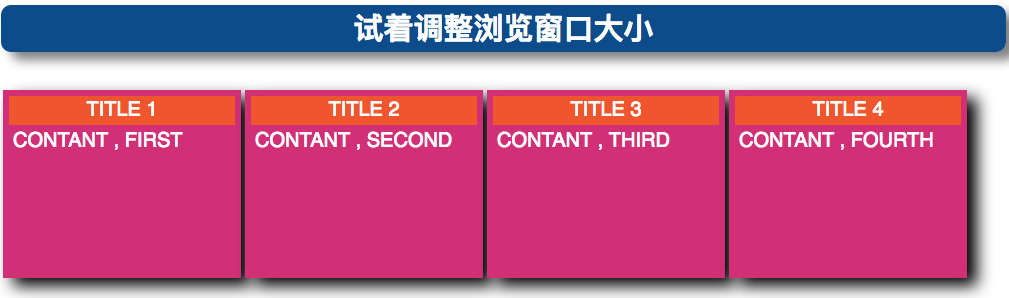 试着调整浏览窗口大小
TITLE 1
CONTANT , FIRST
TITLE 2
CONTANT , SECOND
TITLE 3
CONTANT , THIRD
TITLE 4
CONTANT , FOURTH